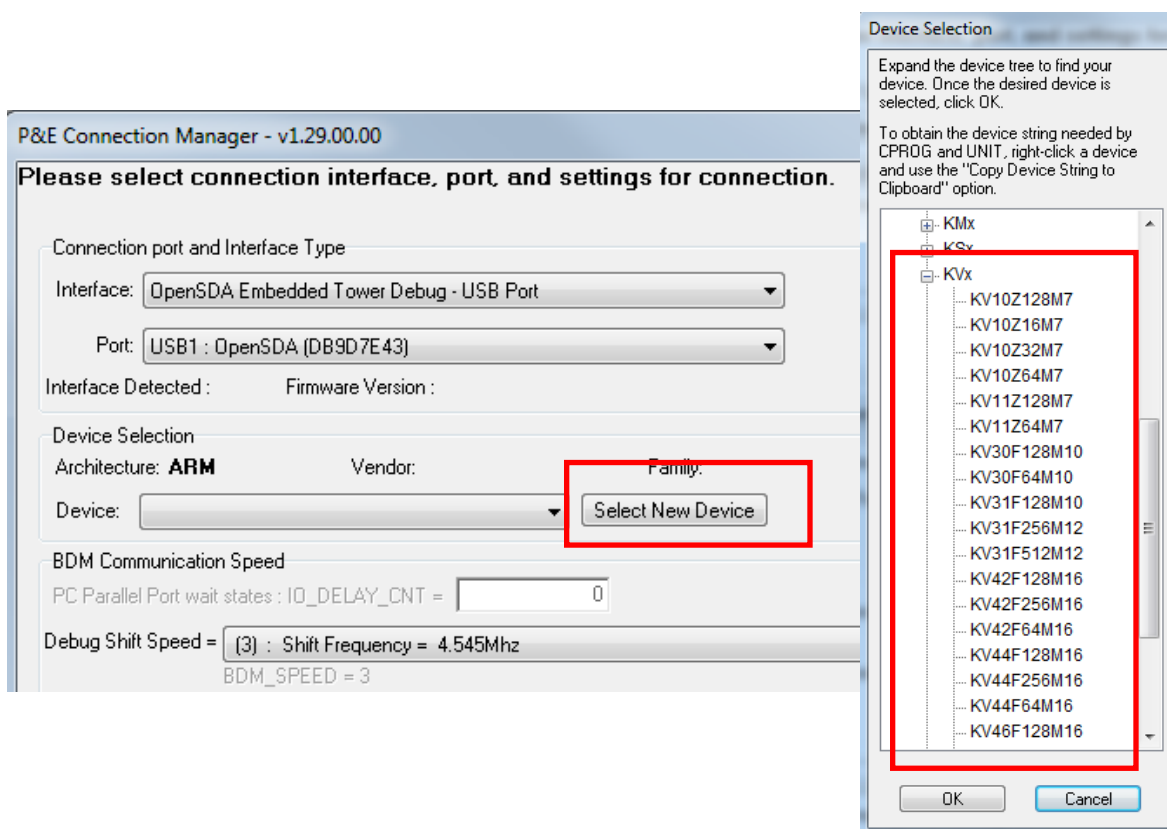 P&E Connection Manager - v1.29.00.00
Please select connection interface, port, and settings for connection.
Connection port and Interface Type
Interface: OpenSDA Embedded Tower Debug - USB Port
Port: USB1 : OpenSDA (DB9D7E43)
Interface Detected : Firmware Version :
Device Selection
Architecture: ARM Vendor: Family:
Device: Select New Device
BDM Communication Speed
PC Parallel Port wait states : IO_DELAY_CNT = 0
Debug Shift Speed = (3) : Shift Frequency = 4.545Mhz
BDM_SPEED = 3
Device Selection
Expand the device tree to find your
device. Once the desired device is
selected, click OK.
To obtain the device string needed by
CPROG and UNIT, right-click a device
and use the "Copy Device String to
Clipboard" option.
KMx
KSx
KVx
KV10Z128M7
KV10Z16M7
KV10Z32M7
KV10Z64M7
KV11Z128M7
KV11Z64M7
KV30F128M10
KV30F64M10
KV31F128M10
KV31F256M12
KV31F512M12
KV42F128M16
KV42F256M16
KV42F64M16
KV44F128M16
KV44F256M16
KV44F64M16
KV46F128M16
OK Cancel